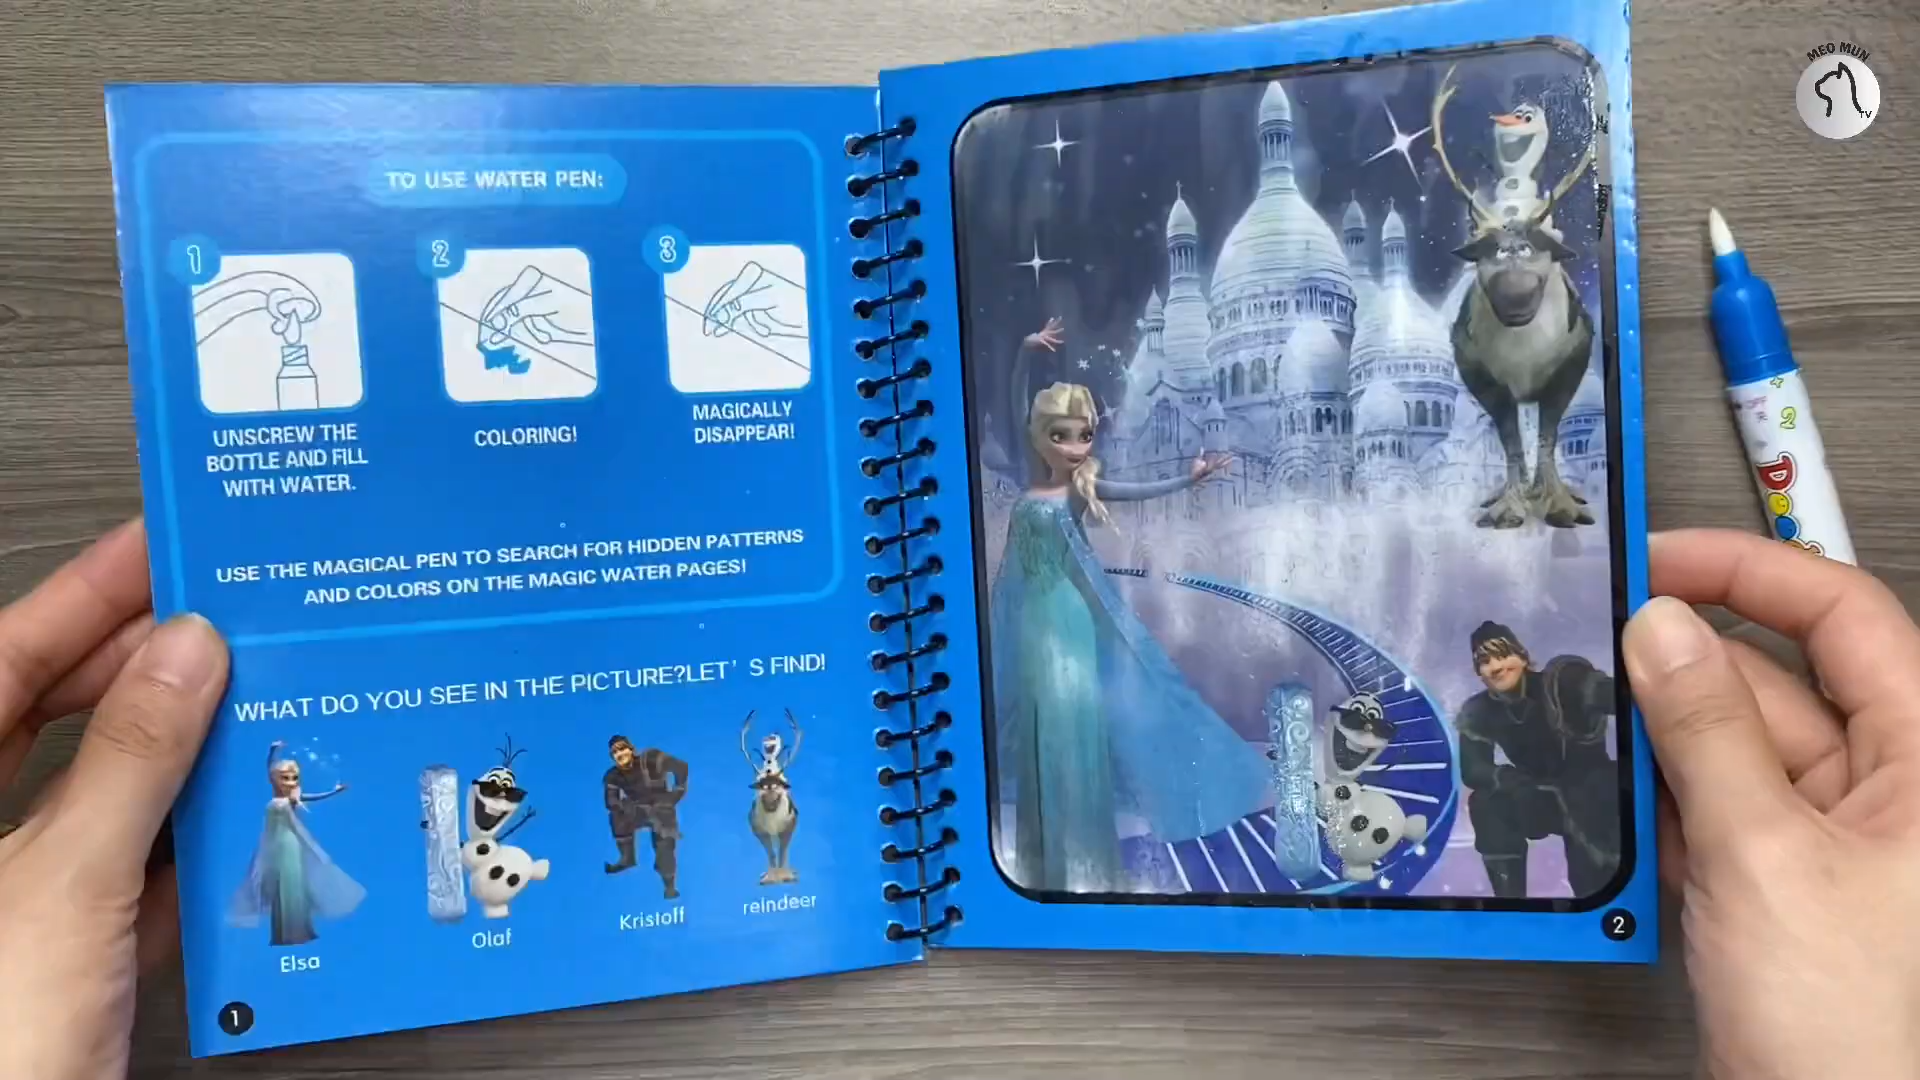 TO USE WATER PEN:
1
2
3
UNSCREW THE
BOTTLE AND FILL
WITH WATER.
COLORING!
MAGICALLY
DISAPPEAR!
USE THE MAGICAL PEN TO SEARCH FOR HIDDEN PATTERNS
AND COLORS ON THE MAGIC WATER PAGES!
WHAT DO YOU SEE IN THE PICTURE?LET'S FIND!
Elsa
Olaf
Kristoff
reindeer
1
2
MEO MUN
TV